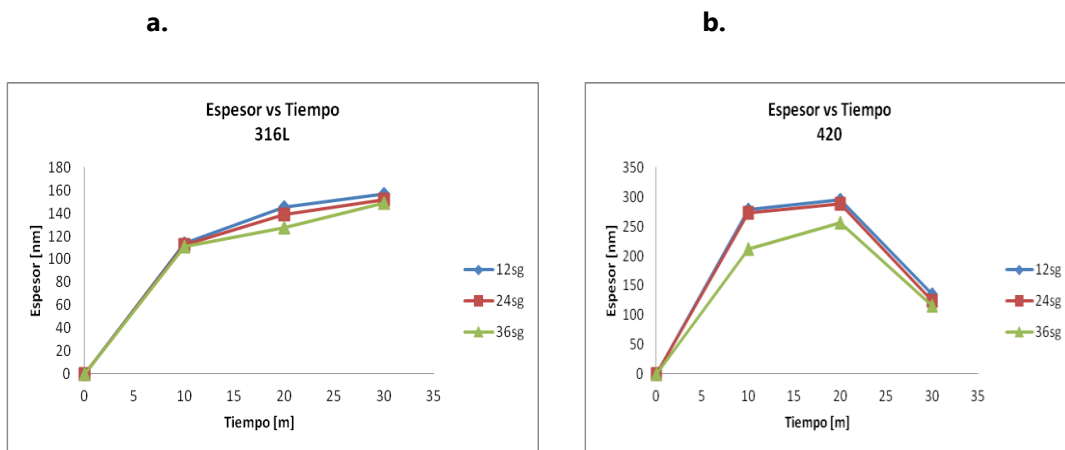 a.
b.
Espesor vs Tiempo
316L
180
160
140
120
100
80
60
40
20
0
Espesor [nm]
0 5 10 15 20 25 30 35
Tiempo [m]
12sg
24sg
36sg
Espesor vs Tiempo
420
350
300
250
200
150
100
50
0
Espesor [nm]
0 5 10 15 20 25 30 35
Tiempo [m]
12sg
24sg
36sg